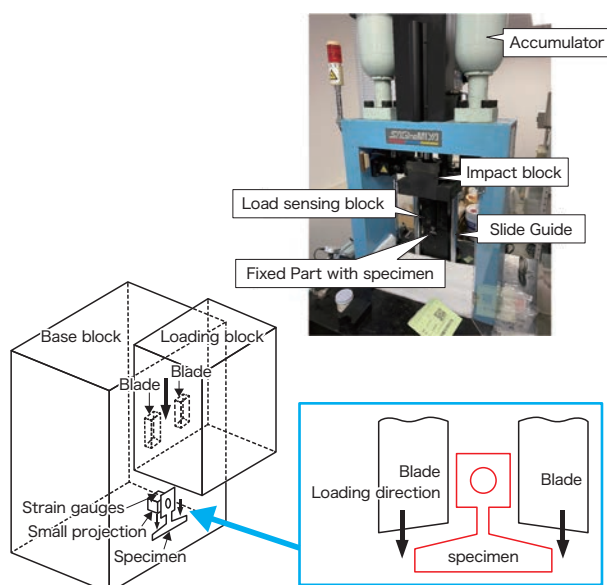 Accumulator
SAGINOMIYA
Impact block
Load sensing block
Slide Guide
Fixed Part with specimen
Base block
Loading block
Blade
Blade
Strain gauges
Small projection
Specimen
Blade
Loading direction
Blade
specimen